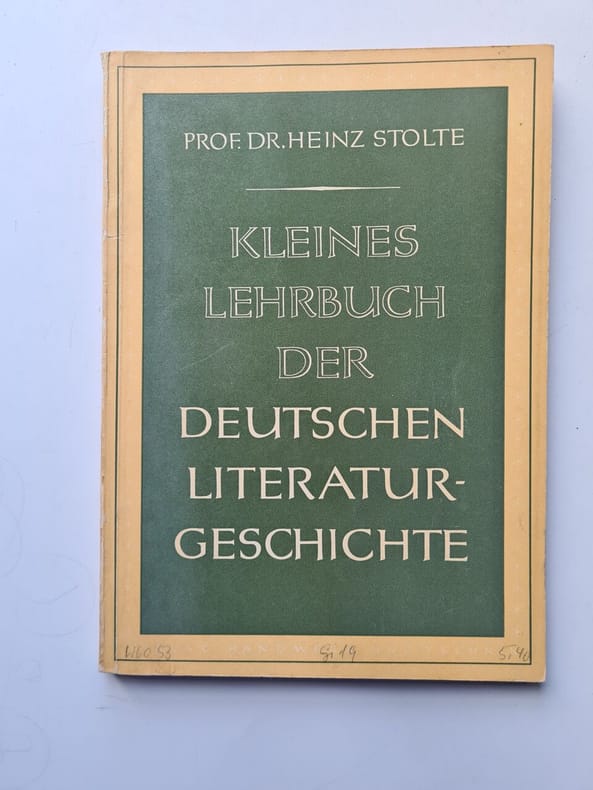 PROF. DR. HEINZ STOLTE
KLEINES
LEHRBUCH
DER
DEUTSCHEN
LITERATUR-
GESCHICHTE